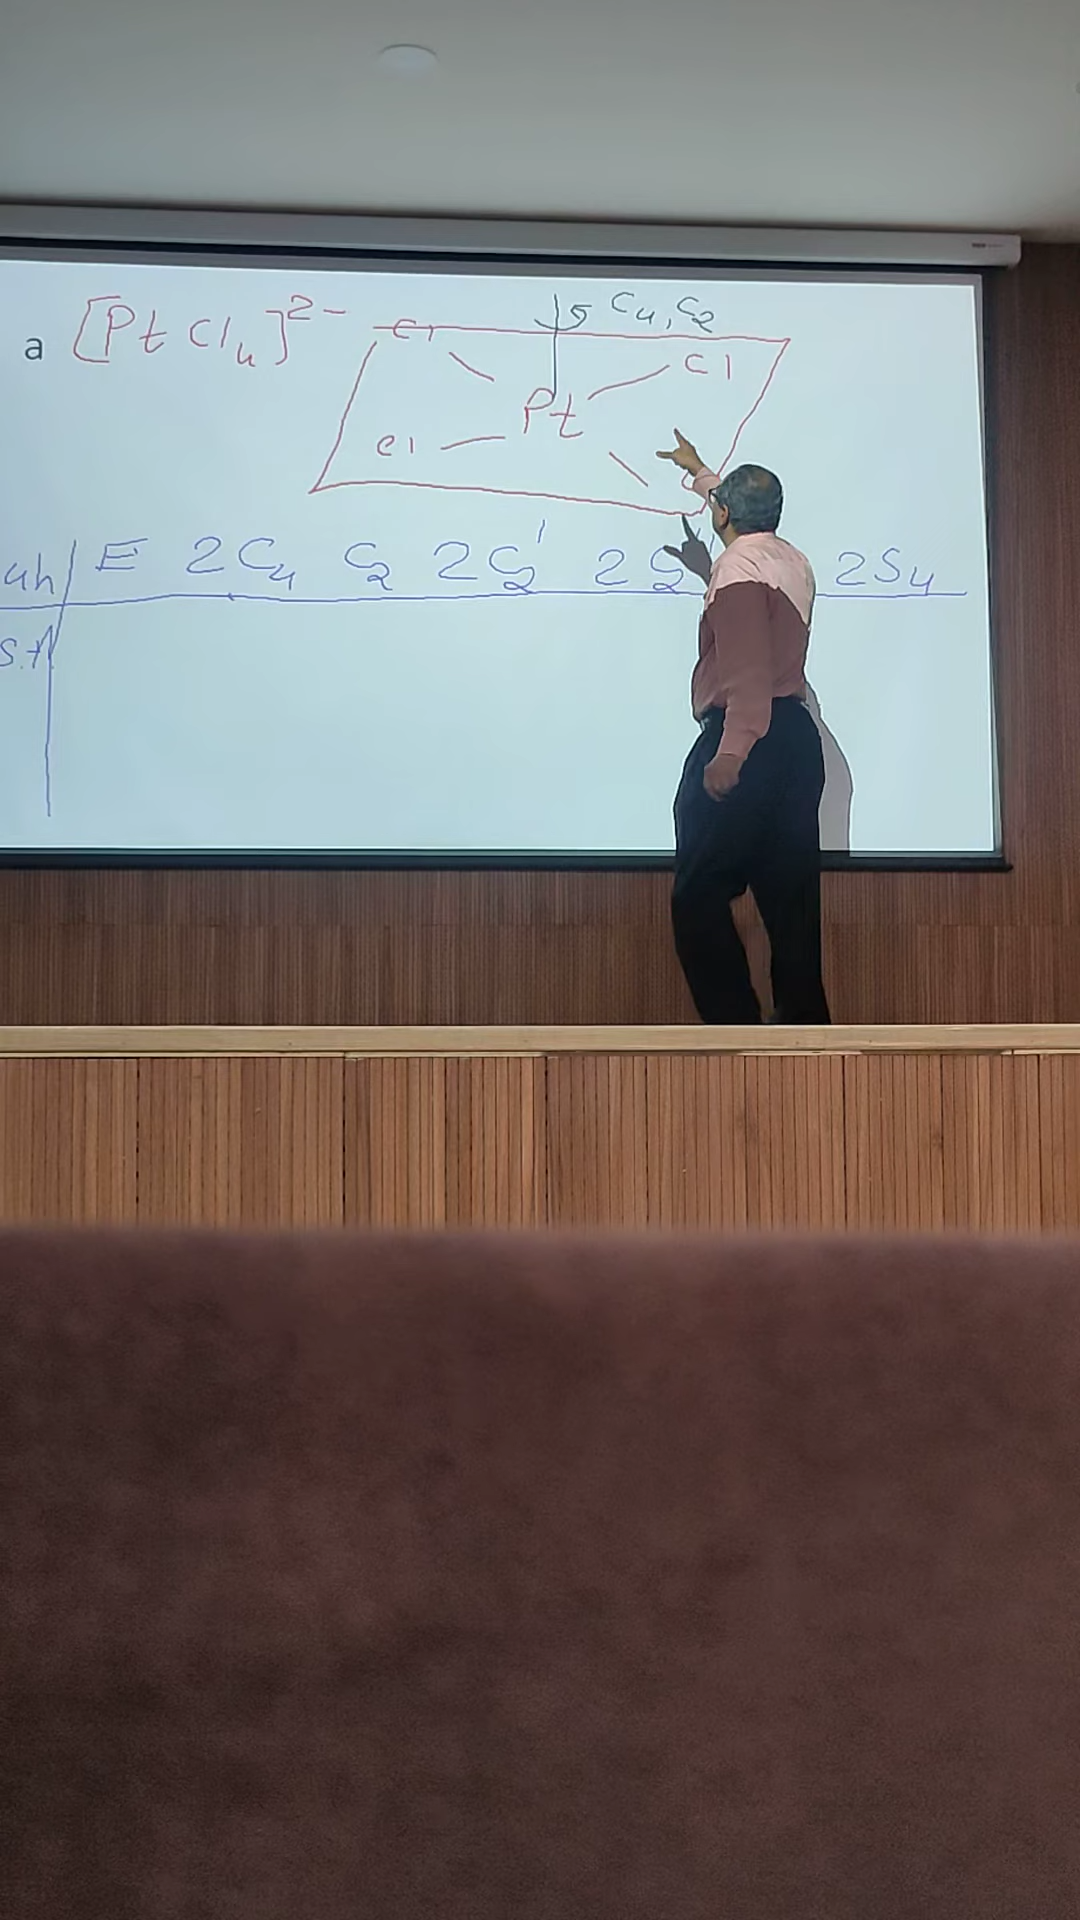 a [PtCl₄]²⁻ C₄, C₂
Cl Cl
Pt
Cl
4h E 2C₄ C₂ 2C₂' 2C₂'' 2S₄